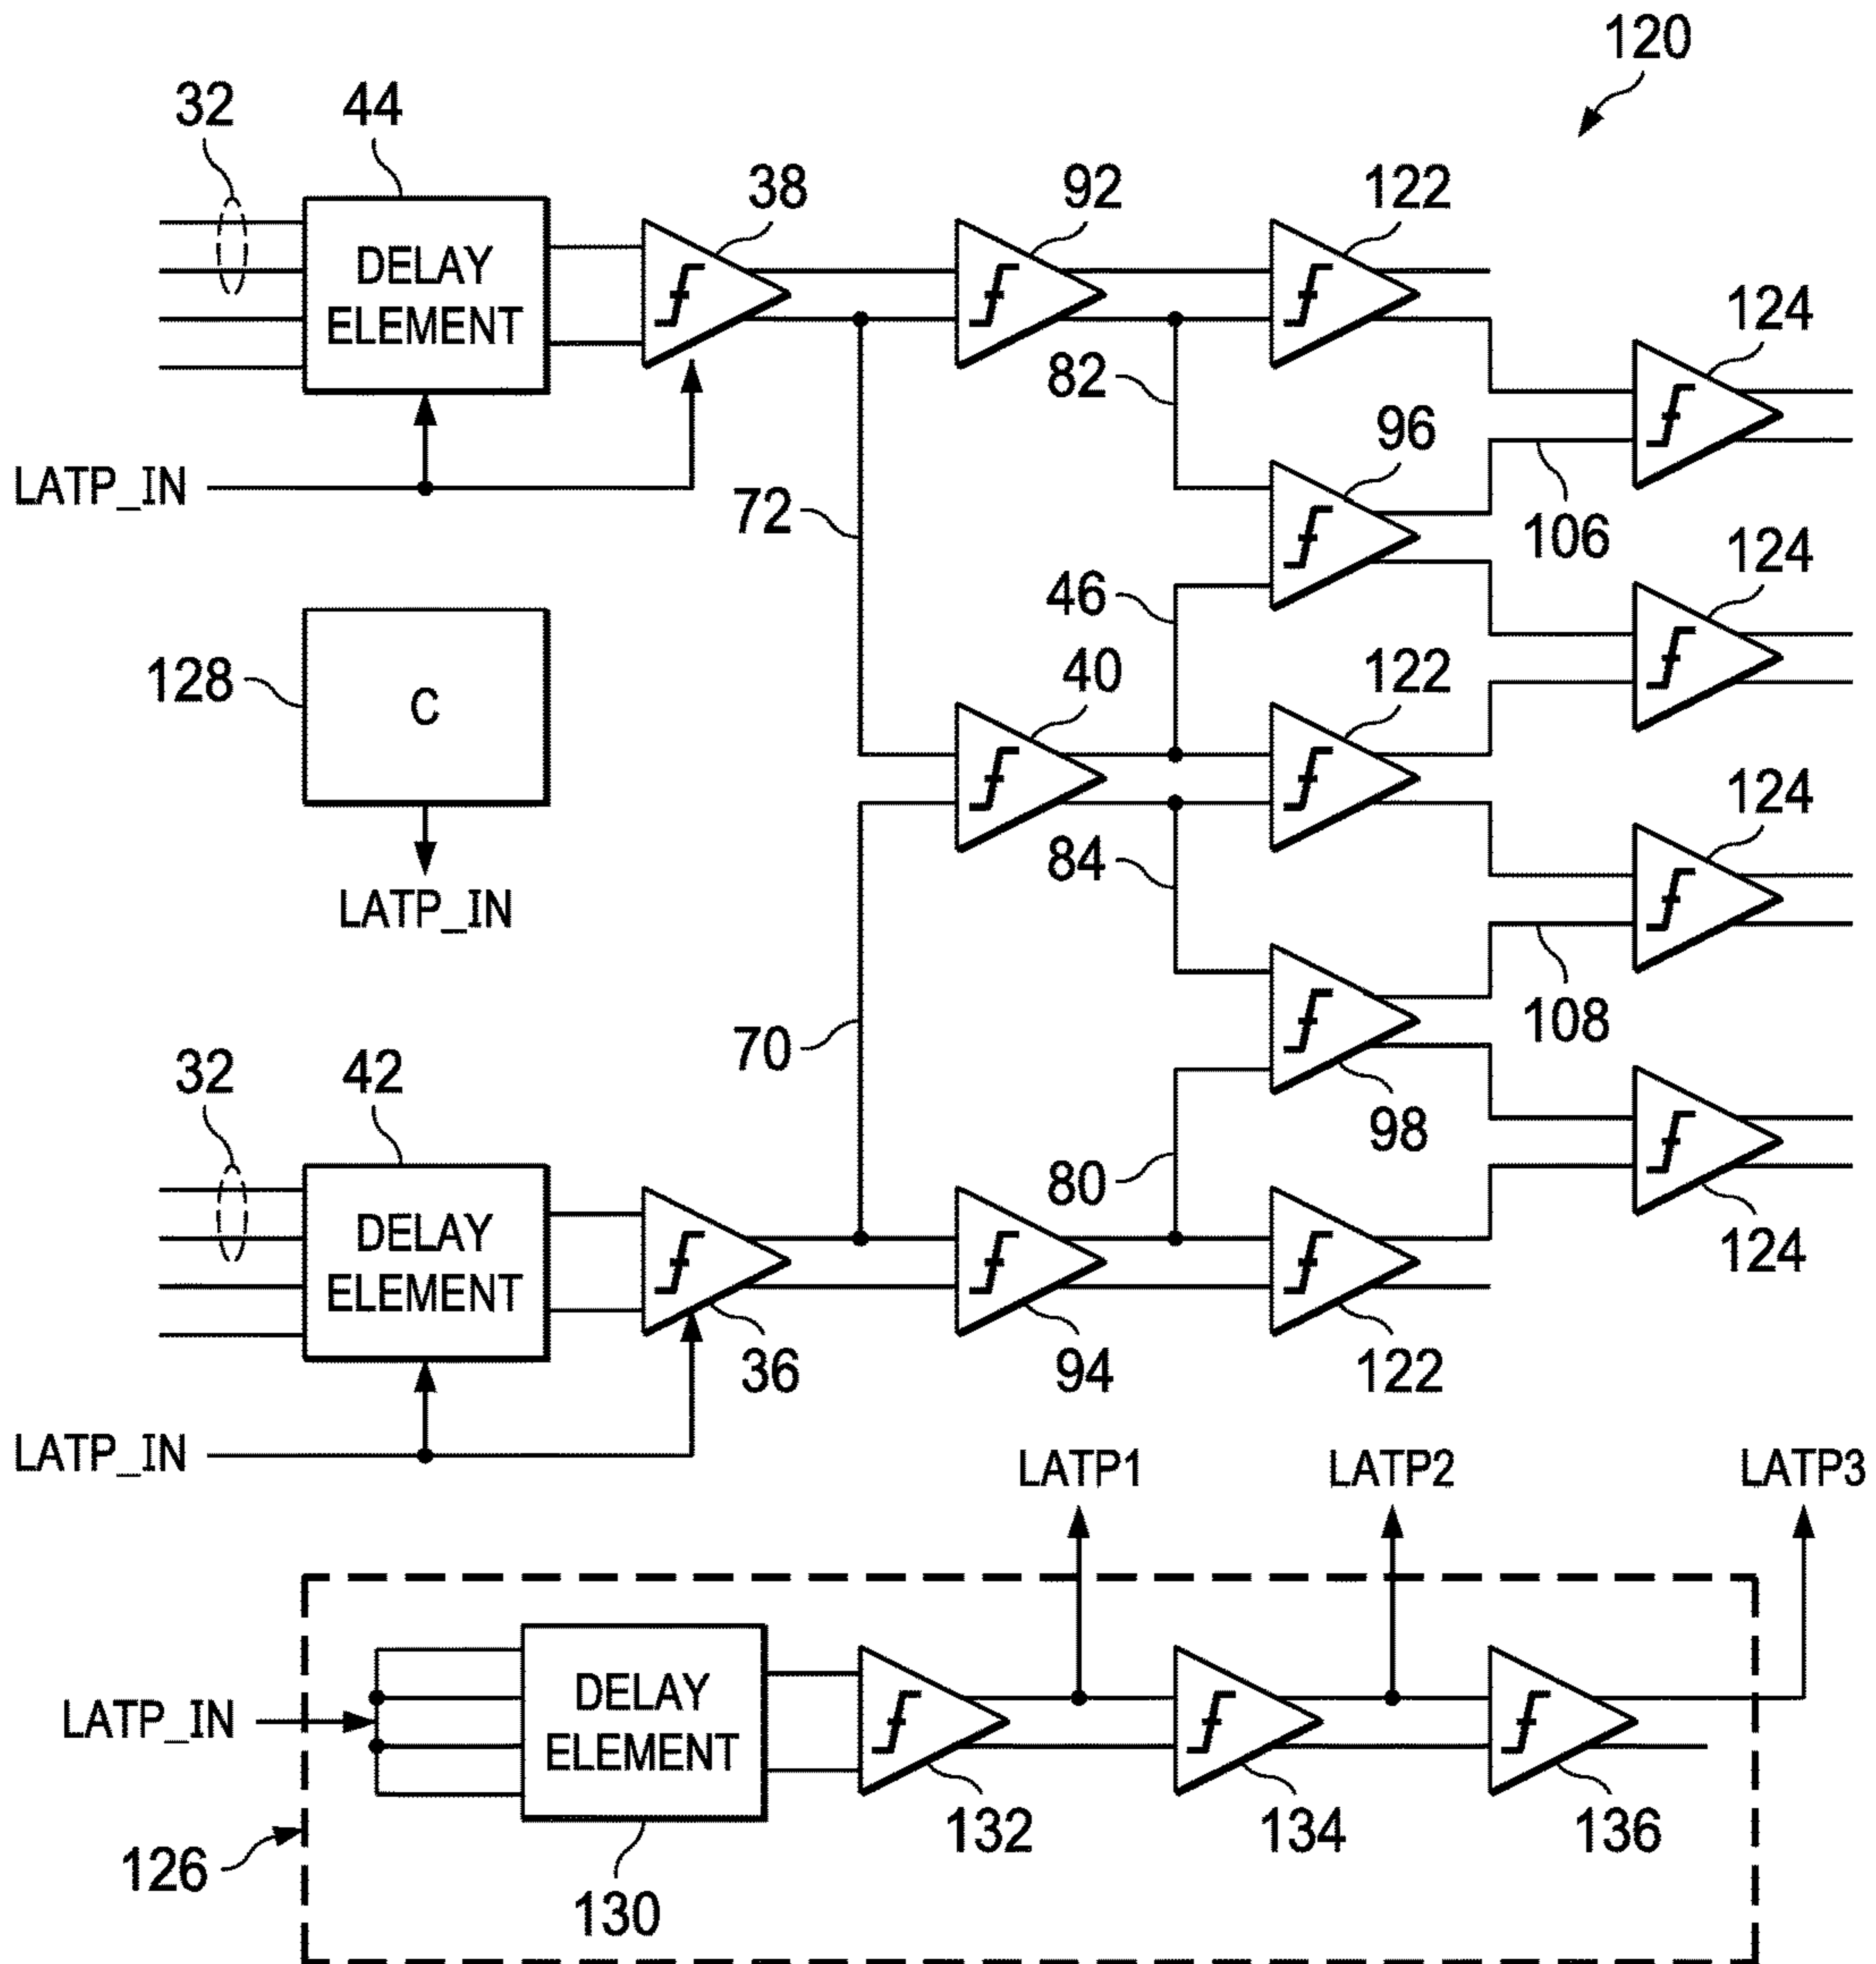 120
32
44
38
92
122
DELAY
ELEMENT
124
82
96
LATP_IN
72
106
124
46
128
C
40
122
124
LATP_IN
84
108
32
42
70
98
80
DELAY
ELEMENT
124
36
94
122
LATP_IN
LATP1
LATP2
LATP3
LATP_IN
DELAY
ELEMENT
132
134
136
126
130